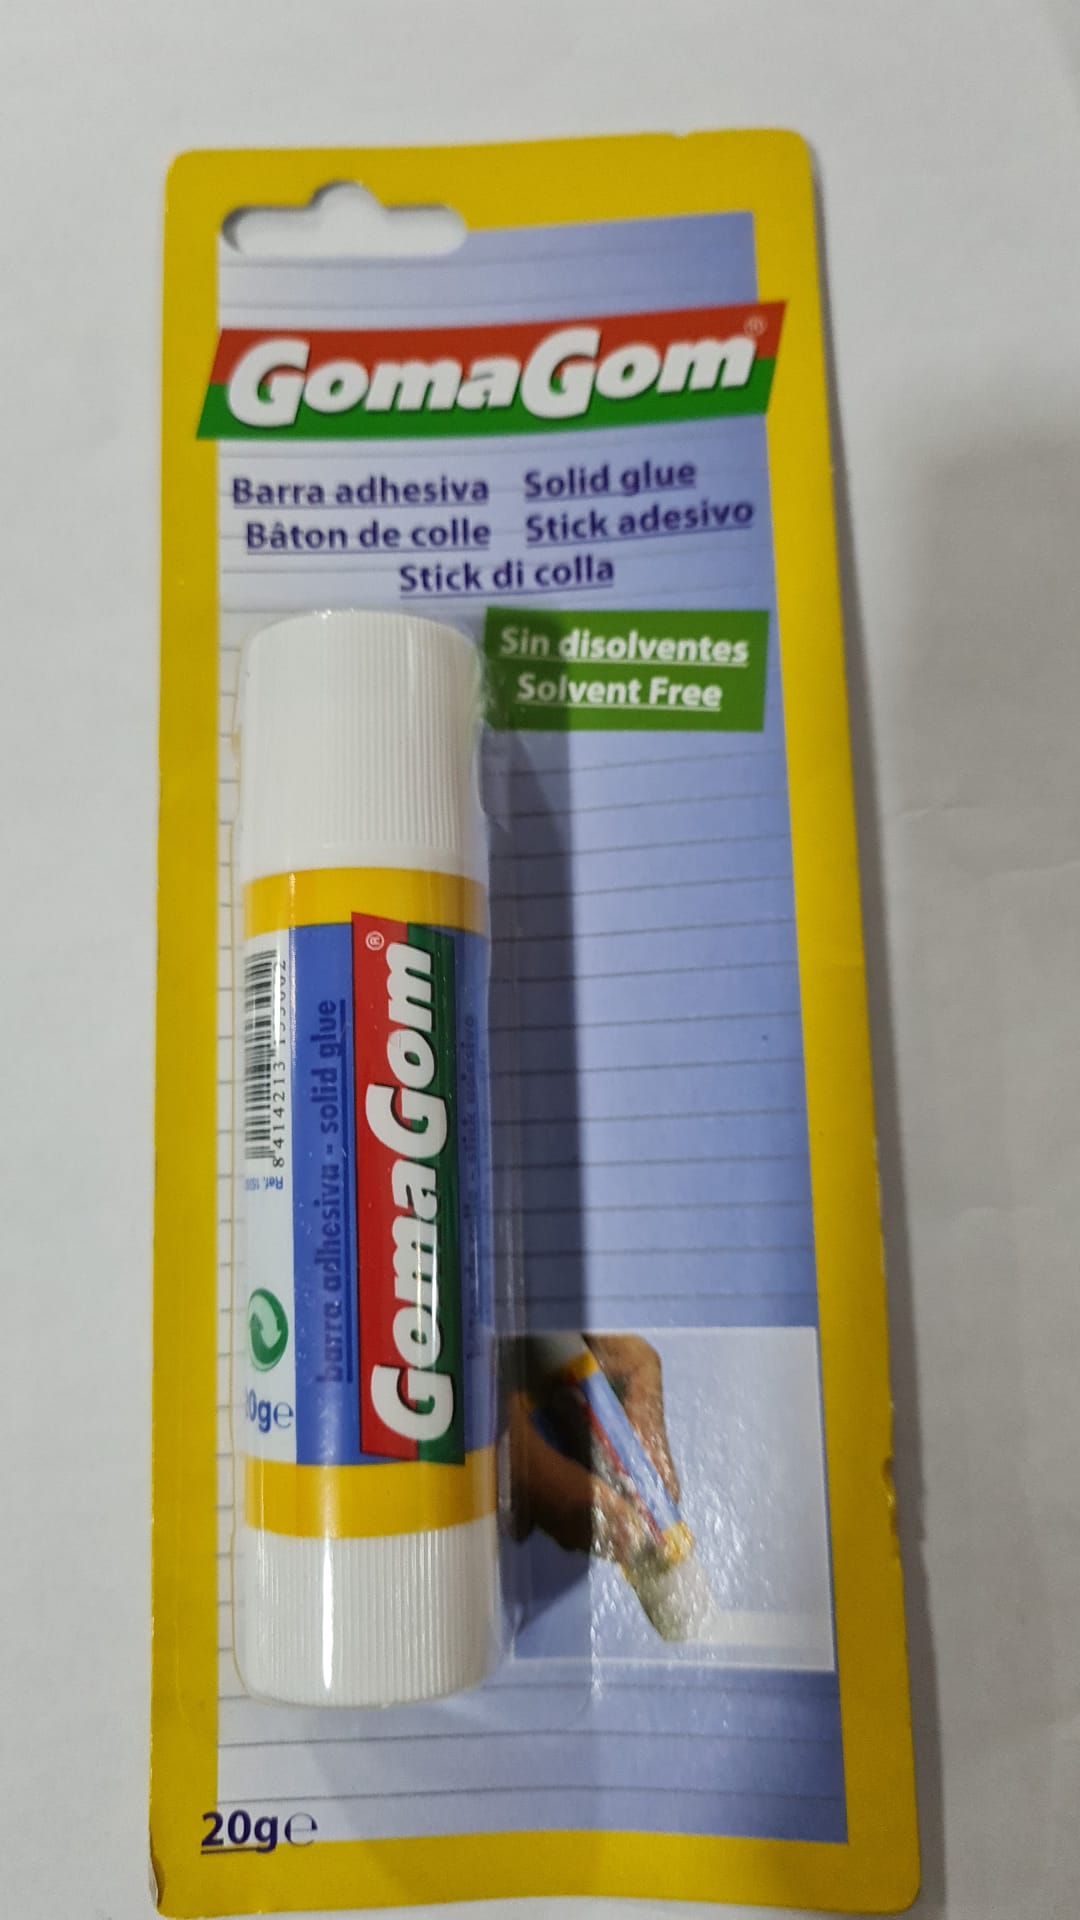 GomaGom®
Barra adhesiva Solid glue
Bâton de colle Stick adesivo
Stick di colla
Sin disolventes
Solvent Free
GomaGom®
barra adhesiva - solid glue
8 414213
Ref.
20g℮